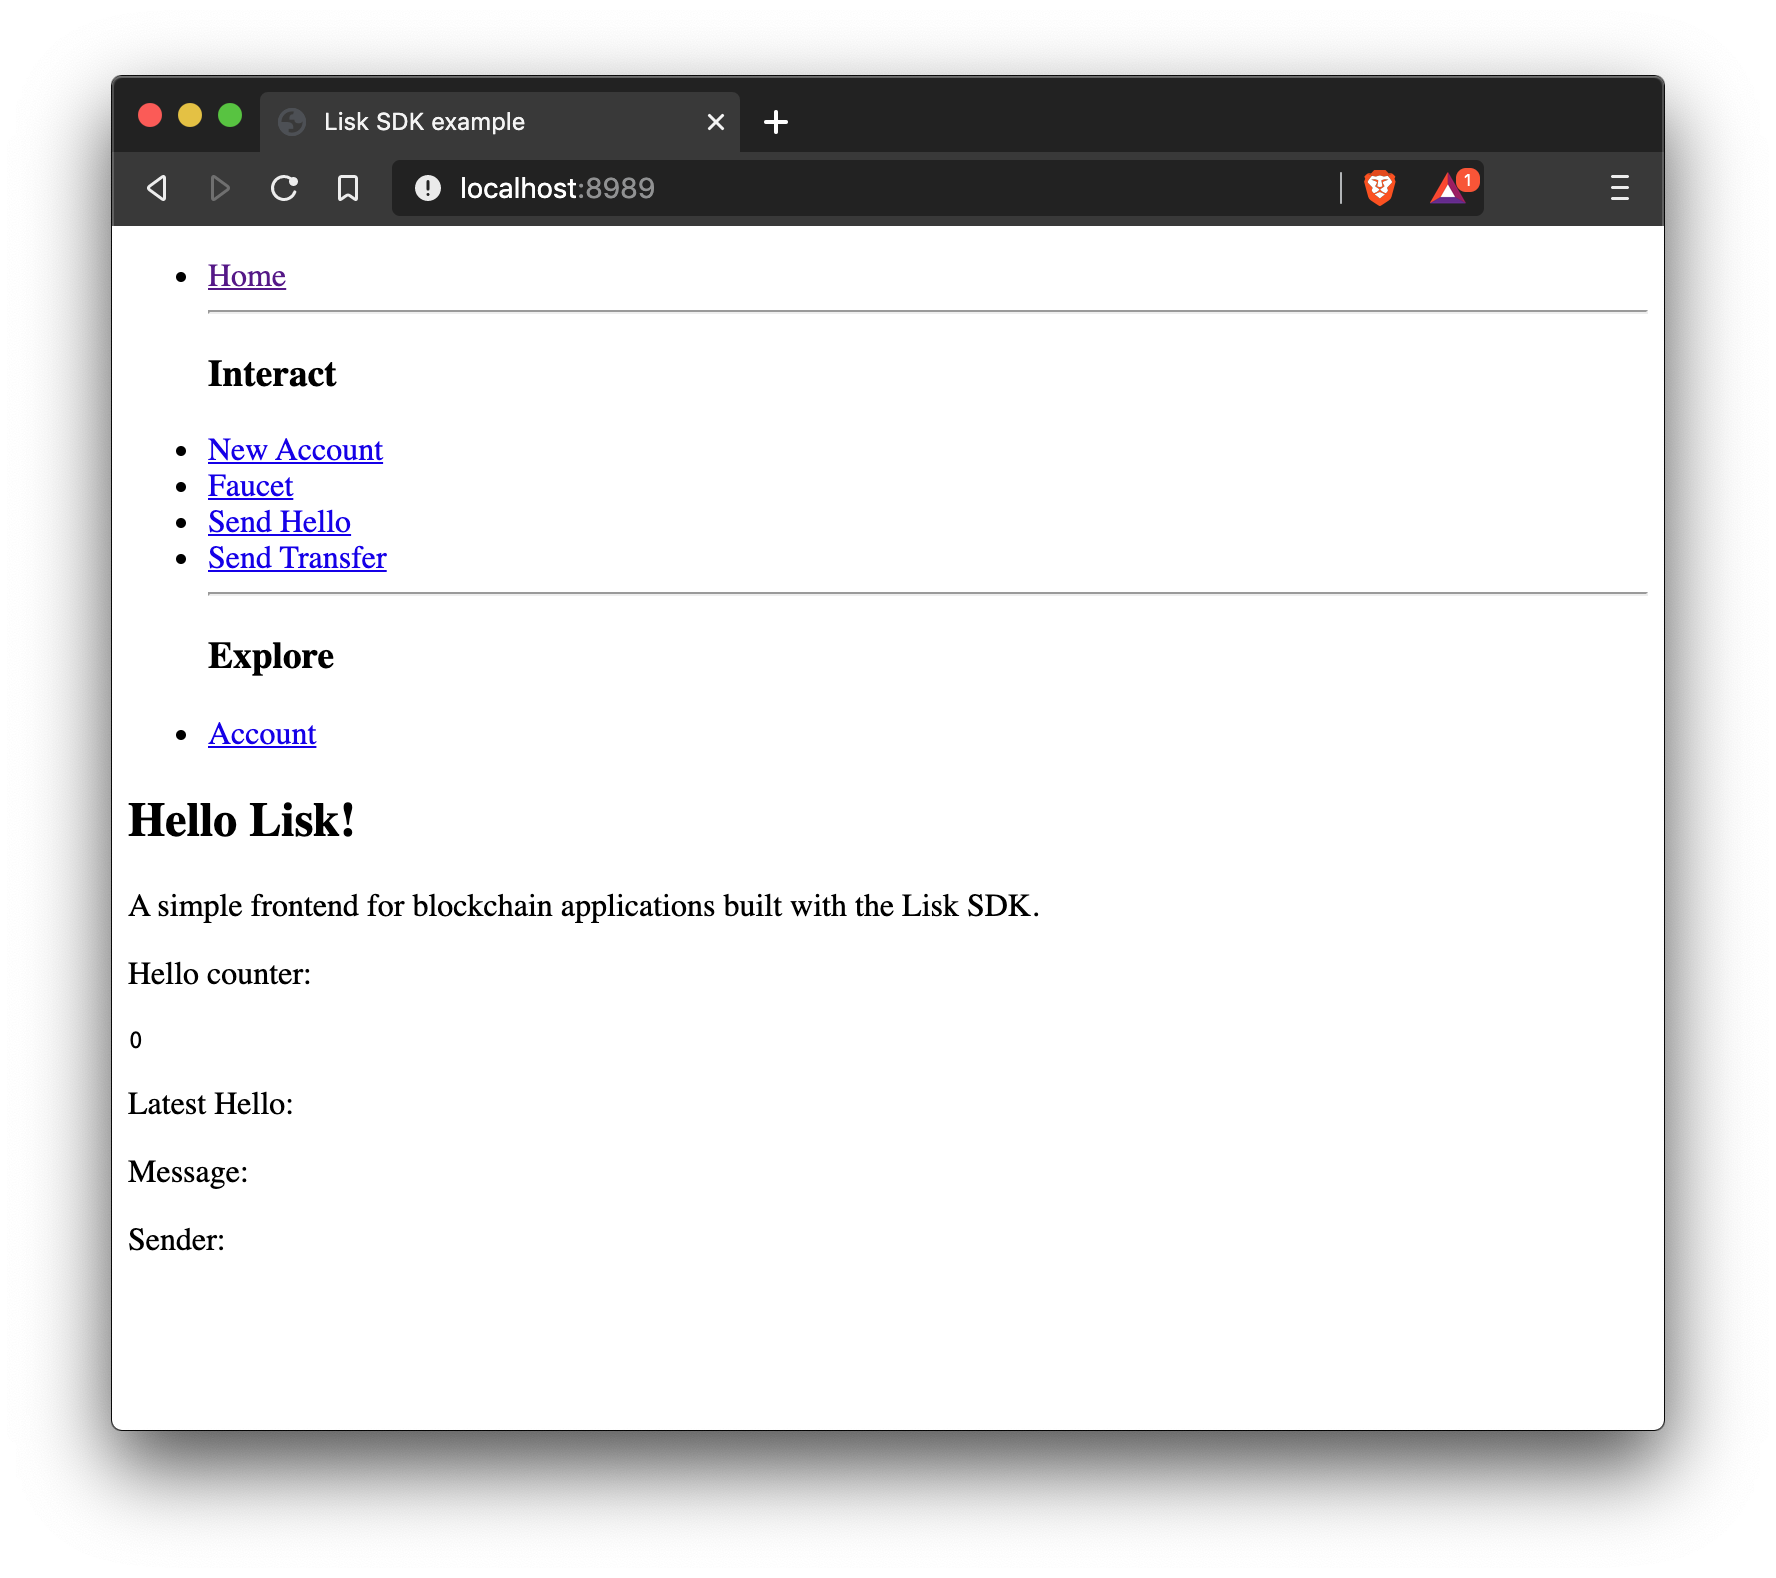 Lisk SDK example
localhost:8989
1
Home
Interact
New Account
Faucet
Send Hello
Send Transfer
Explore
Account
Hello Lisk!
A simple frontend for blockchain applications built with the Lisk SDK.
Hello counter:
0
Latest Hello:
Message:
Sender: